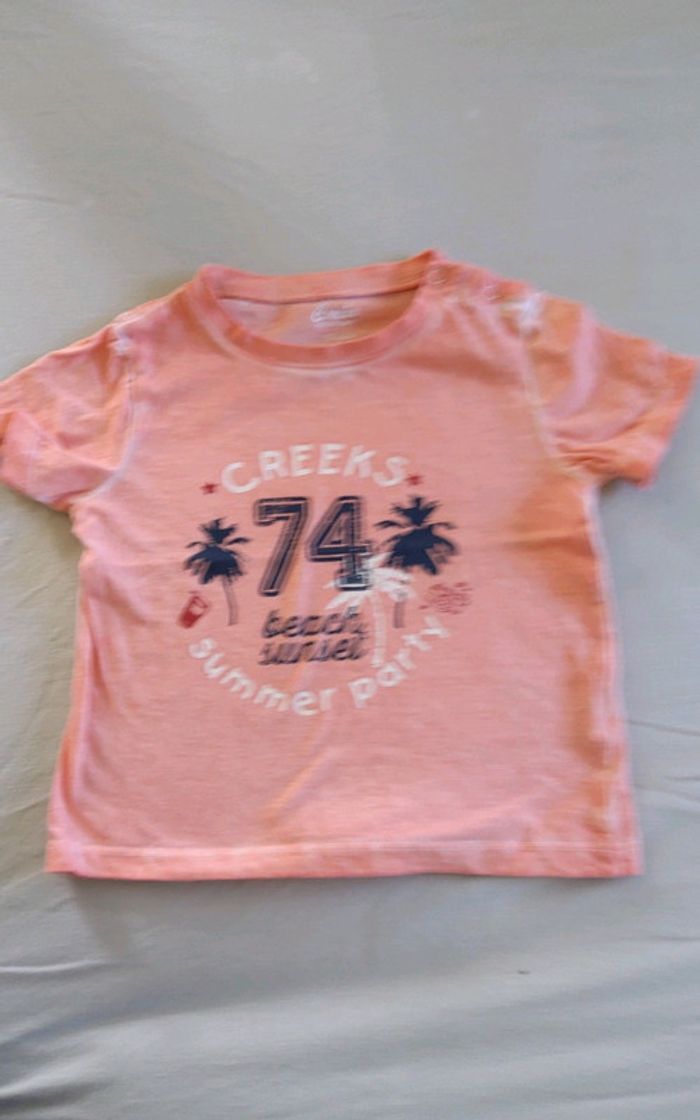 CREEKS
74
beach
sunset
summer party